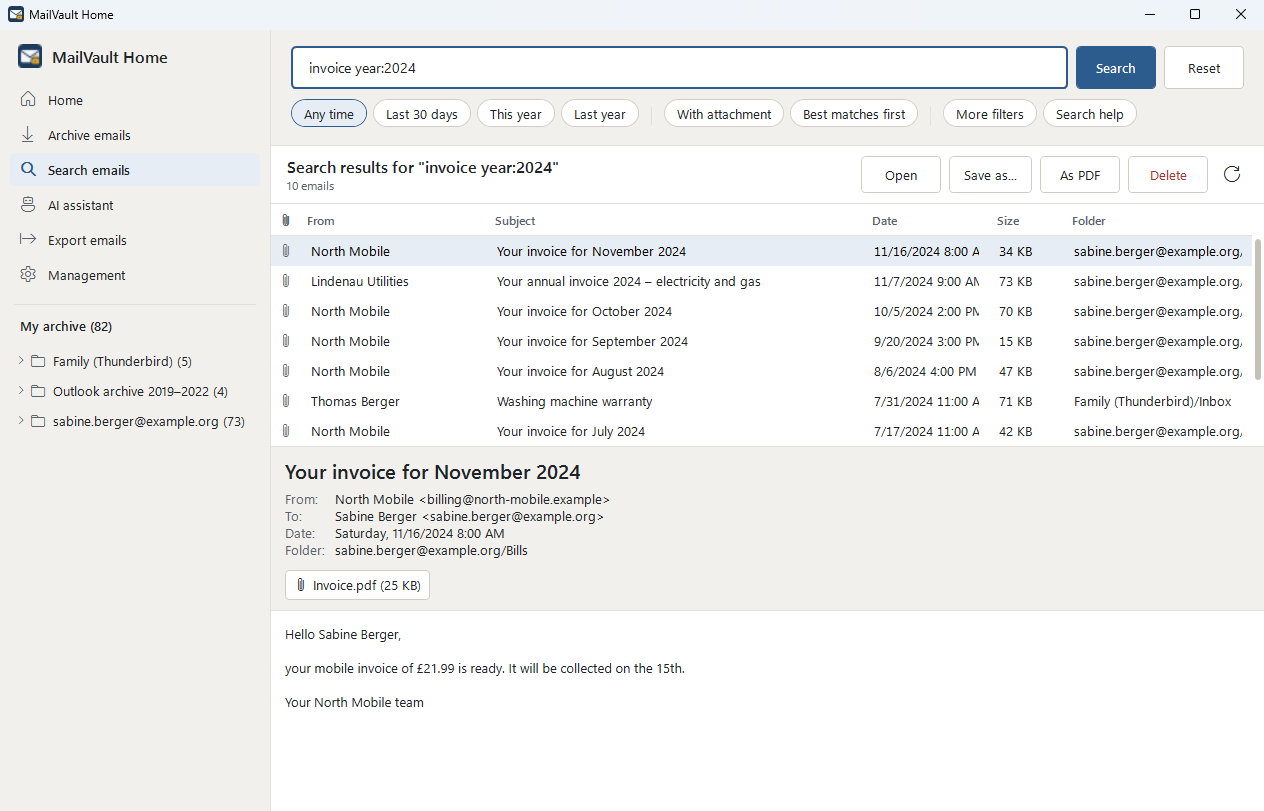 MailVault Home
MailVault Home
Home
Archive emails
Search emails
AI assistant
Export emails
Management
My archive (82)
Family (Thunderbird) (5)
Outlook archive 2019–2022 (4)
sabine.berger@example.org (73)
invoice year:2024
Search
Reset
Any time
Last 30 days
This year
Last year
With attachment
Best matches first
More filters
Search help
Search results for "invoice year:2024"
10 emails
Open
Save as...
As PDF
Delete
From Subject Date Size Folder
North Mobile Your invoice for November 2024 11/16/2024 8:00 A 34 KB sabine.berger@example.org/
Lindenau Utilities Your annual invoice 2024 – electricity and gas 11/7/2024 9:00 AM 73 KB sabine.berger@example.org/
North Mobile Your invoice for October 2024 10/5/2024 2:00 PM 70 KB sabine.berger@example.org/
North Mobile Your invoice for September 2024 9/20/2024 3:00 PM 15 KB sabine.berger@example.org/
North Mobile Your invoice for August 2024 8/6/2024 4:00 PM 47 KB sabine.berger@example.org/
Thomas Berger Washing machine warranty 7/31/2024 11:00 A 71 KB Family (Thunderbird)/Inbox
North Mobile Your invoice for July 2024 7/17/2024 11:00 A 42 KB sabine.berger@example.org/
Your invoice for November 2024
From: North Mobile <billing@north-mobile.example>
To: Sabine Berger <sabine.berger@example.org>
Date: Saturday, 11/16/2024 8:00 AM
Folder: sabine.berger@example.org/Bills
Invoice.pdf (25 KB)
Hello Sabine Berger,
your mobile invoice of £21.99 is ready. It will be collected on the 15th.
Your North Mobile team